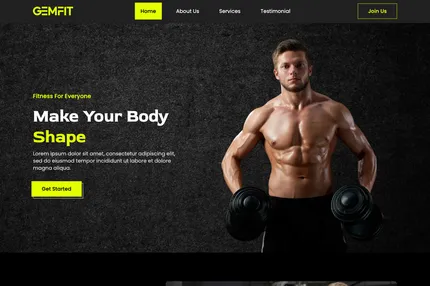 GEMFIT
Home
About Us
Services
Testimonial
Join Us
Fitness For Everyone
Make Your Body
Shape
Lorem ipsum dolor sit amet, consectetur adipiscing elit,
sed do eiusmod tempor incididunt ut labore et dolore
magna aliqua
Get Started